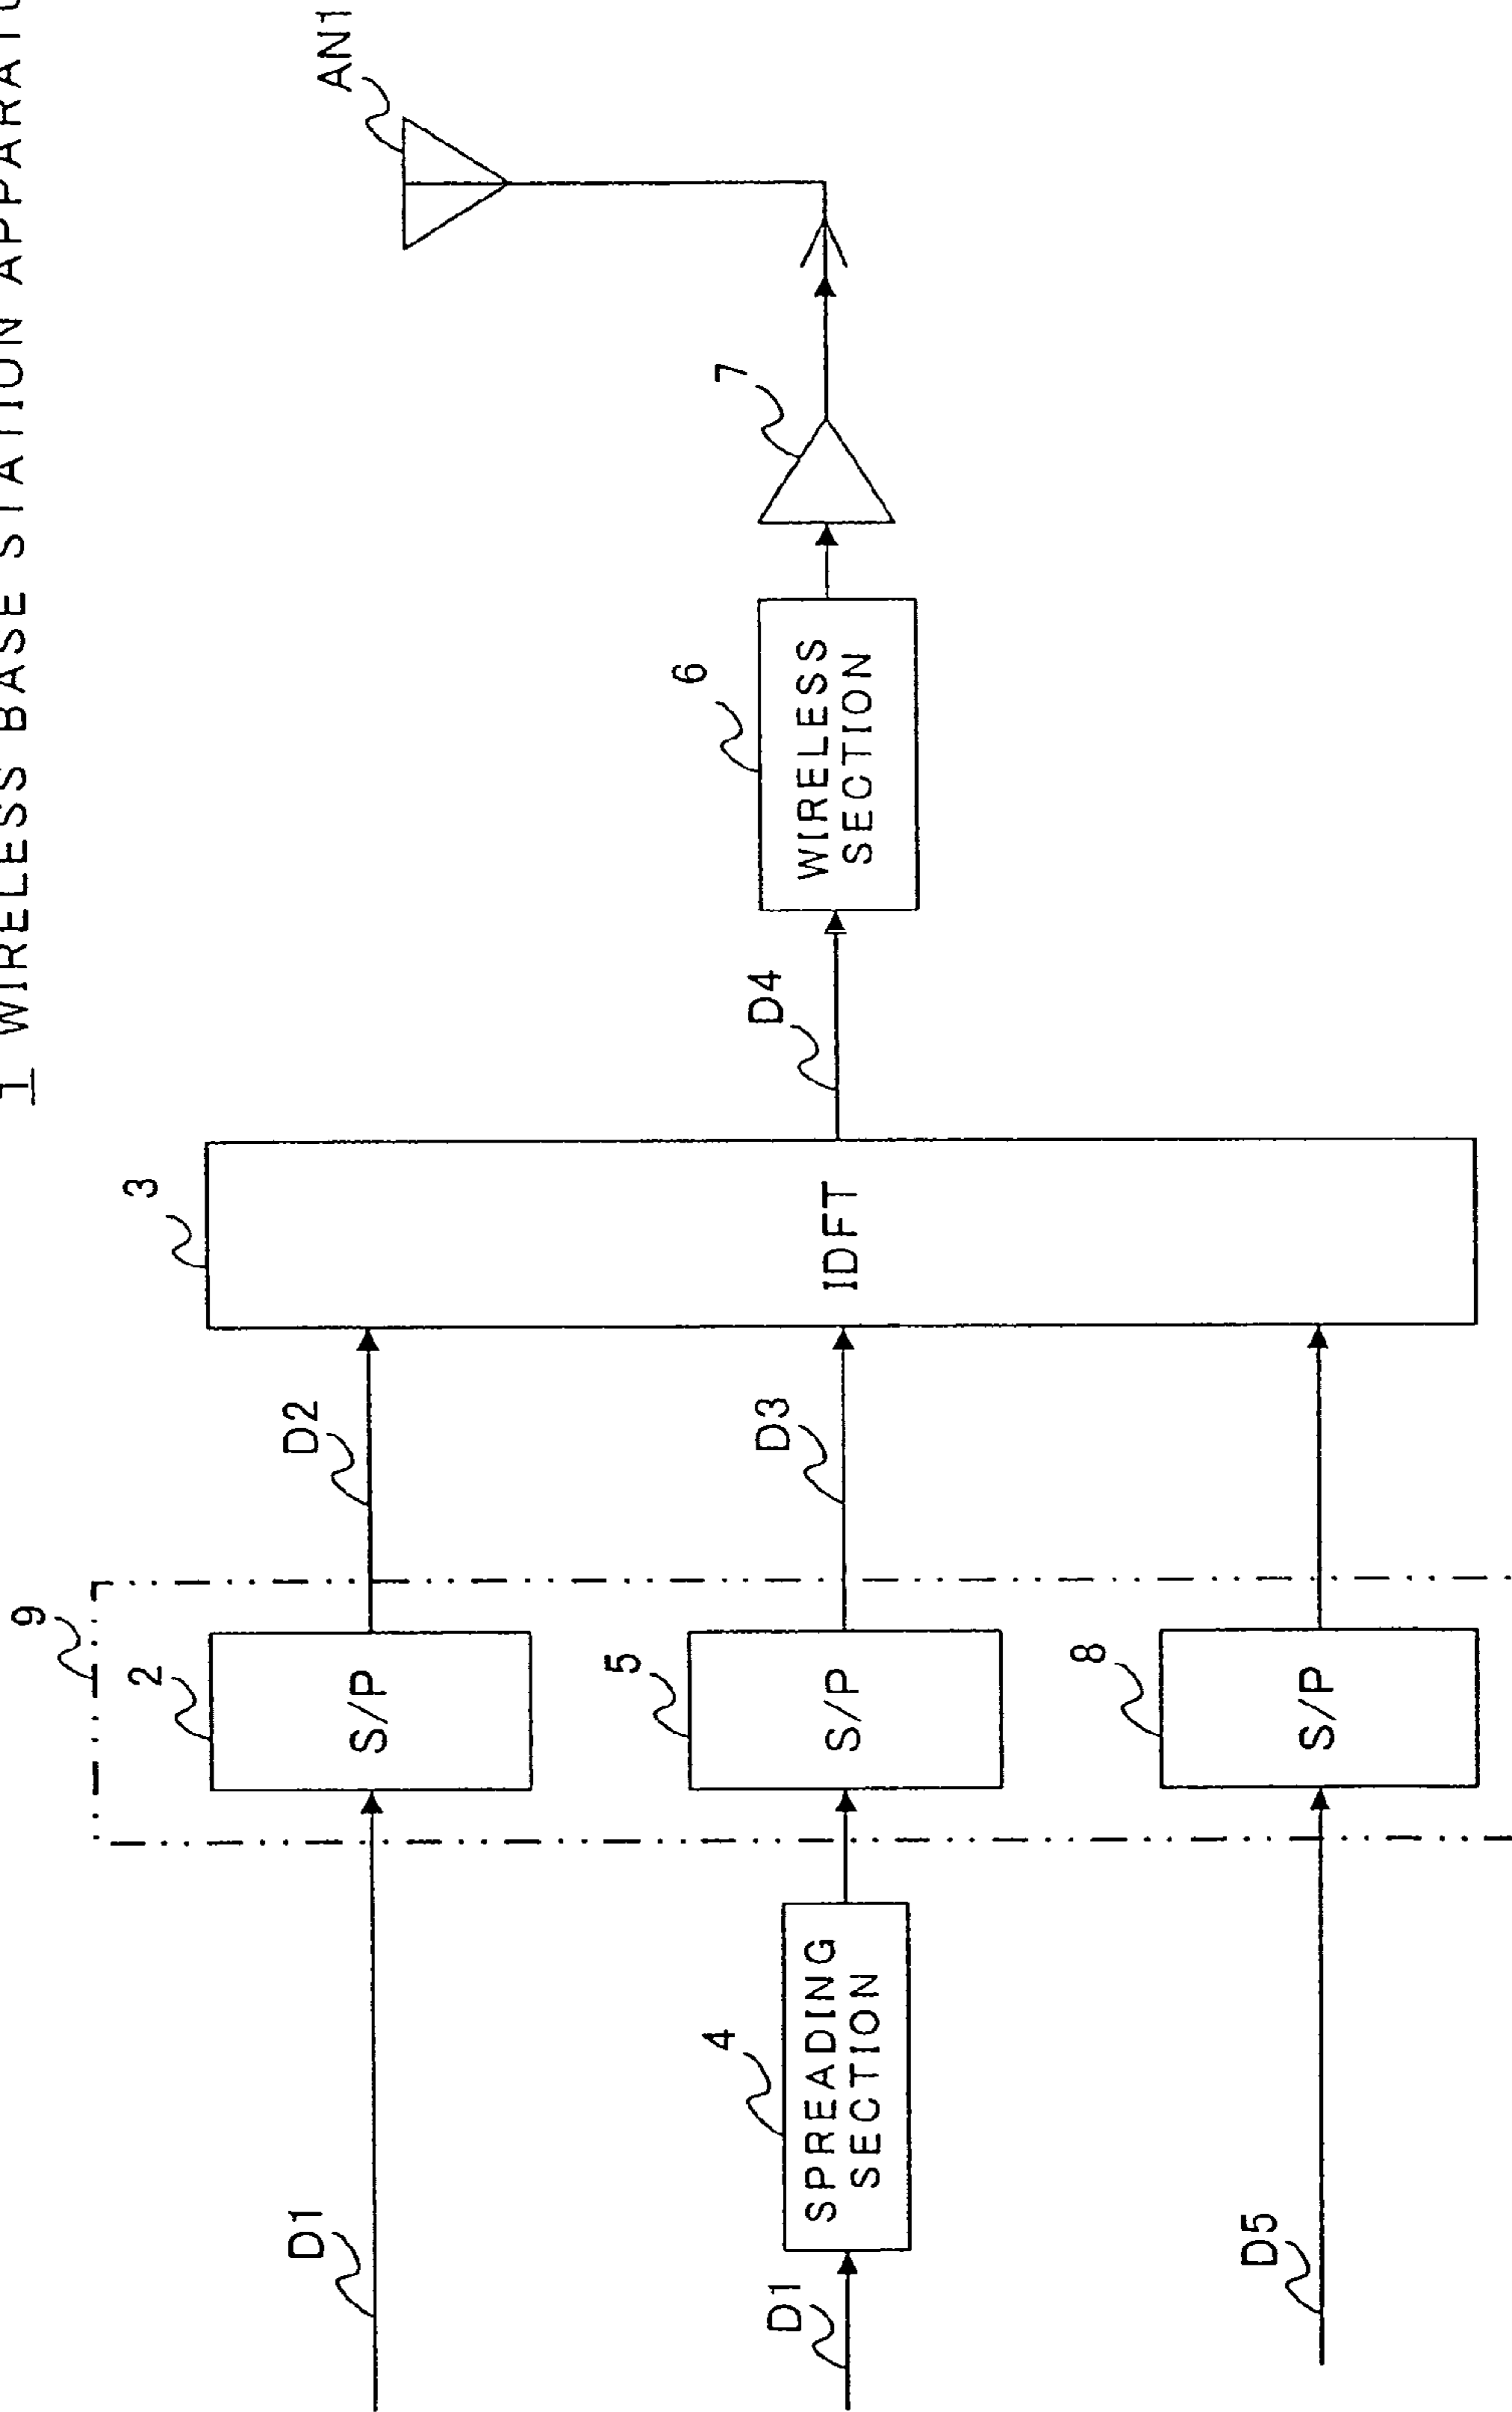 1 WIRELESS BASE STATION APPARATU
AN1
9
2
S/P
D1
D2
3
IDFT
5
S/P
D3
D4
6
WIRELESS
SECTION
7
4
SPREADING
SECTION
D1
8
S/P
D5